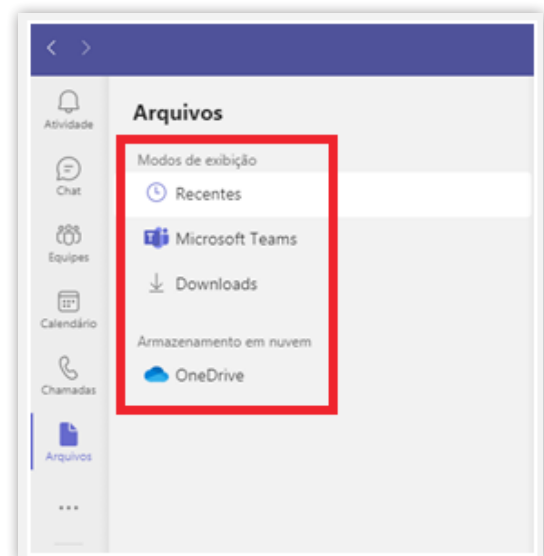 Atividade
Chat
Equipes
Calendário
Chamadas
Arquivos
Arquivos
Modos de exibição
Recentes
Microsoft Teams
Downloads
Armazenamento em nuvem
OneDrive